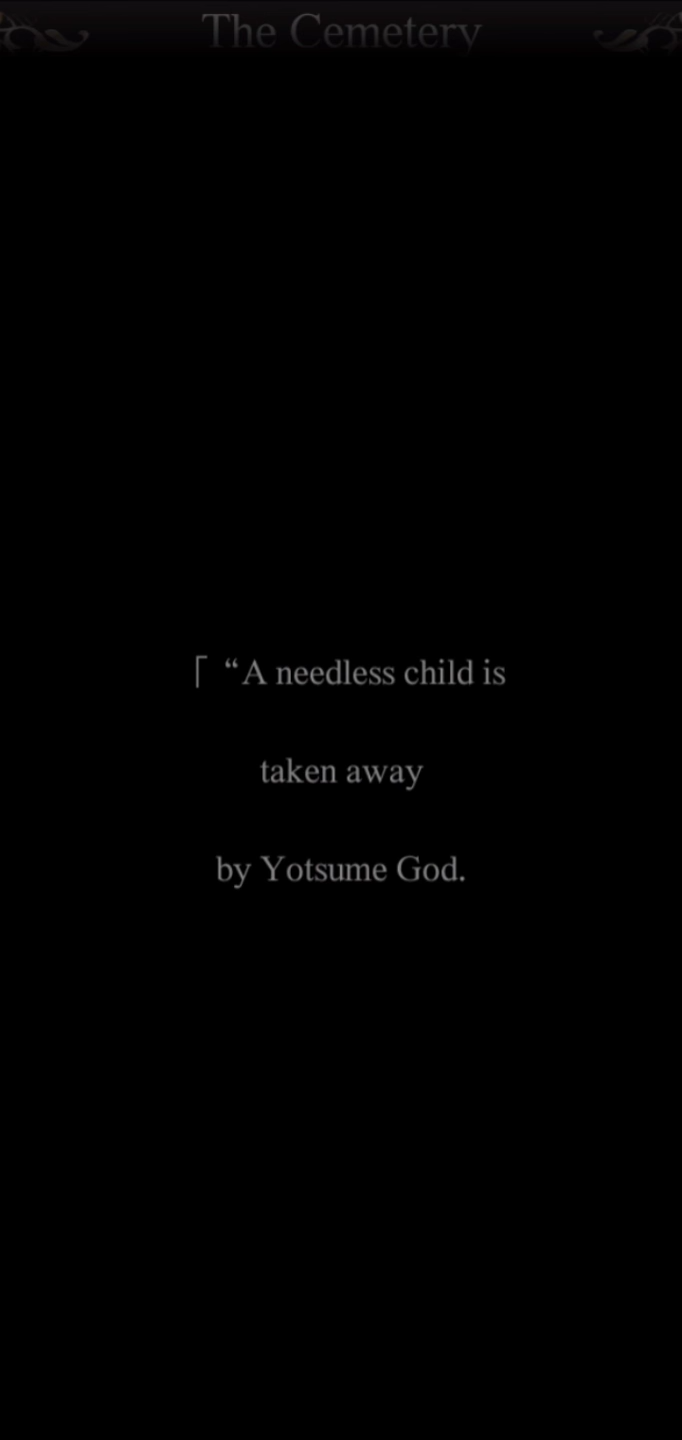 The Cemetery
「 “A needless child is
taken away
by Yotsume God.